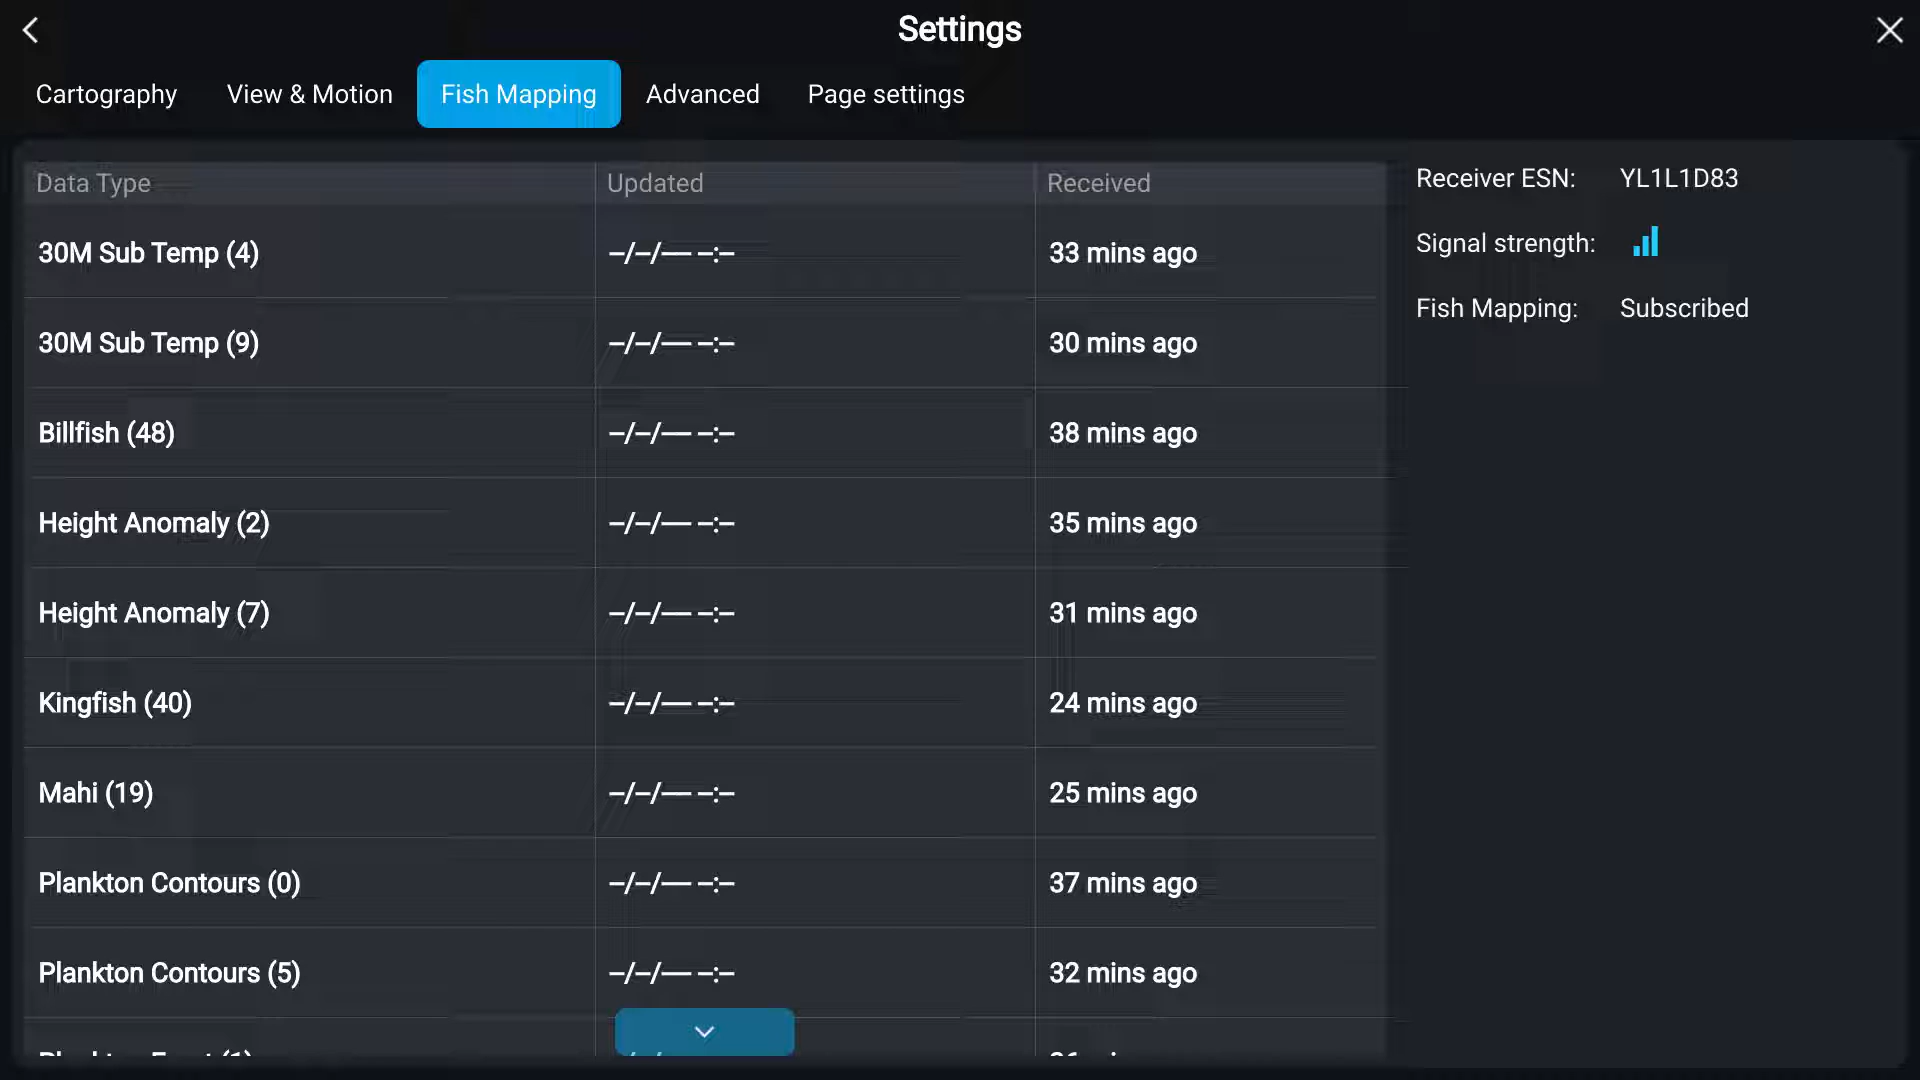 Settings
Cartography View & Motion Fish Mapping Advanced Page settings
Data Type Updated Received
Receiver ESN: YL1L1D83
Signal strength:
Fish Mapping: Subscribed
30M Sub Temp (4) --/--/---- --:-- 33 mins ago
30M Sub Temp (9) --/--/---- --:-- 30 mins ago
Billfish (48) --/--/---- --:-- 38 mins ago
Height Anomaly (2) --/--/---- --:-- 35 mins ago
Height Anomaly (7) --/--/---- --:-- 31 mins ago
Kingfish (40) --/--/---- --:-- 24 mins ago
Mahi (19) --/--/---- --:-- 25 mins ago
Plankton Contours (0) --/--/---- --:-- 37 mins ago
Plankton Contours (5) --/--/---- --:-- 32 mins ago